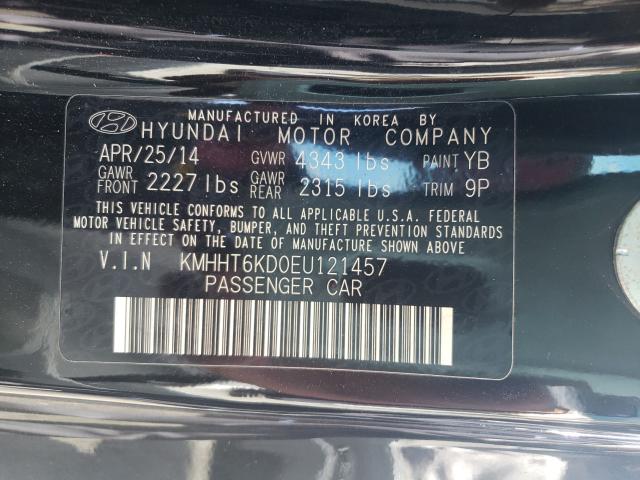 MANUFACTURED IN KOREA BY
HYUNDAI MOTOR COMPANY
APR/25/14 GVWR 4343 lbs PAINT YB
GAWR FRONT 2227 lbs GAWR REAR 2315 lbs TRIM 9P
THIS VEHICLE CONFORMS TO ALL APPLICABLE U.S.A. FEDERAL
MOTOR VEHICLE SAFETY, BUMPER, AND THEFT PREVENTION STANDARDS
IN EFFECT ON THE DATE OF MANUFACTURE SHOWN ABOVE.
V.I.N KMHHT6KD0EU121457
PASSENGER CAR